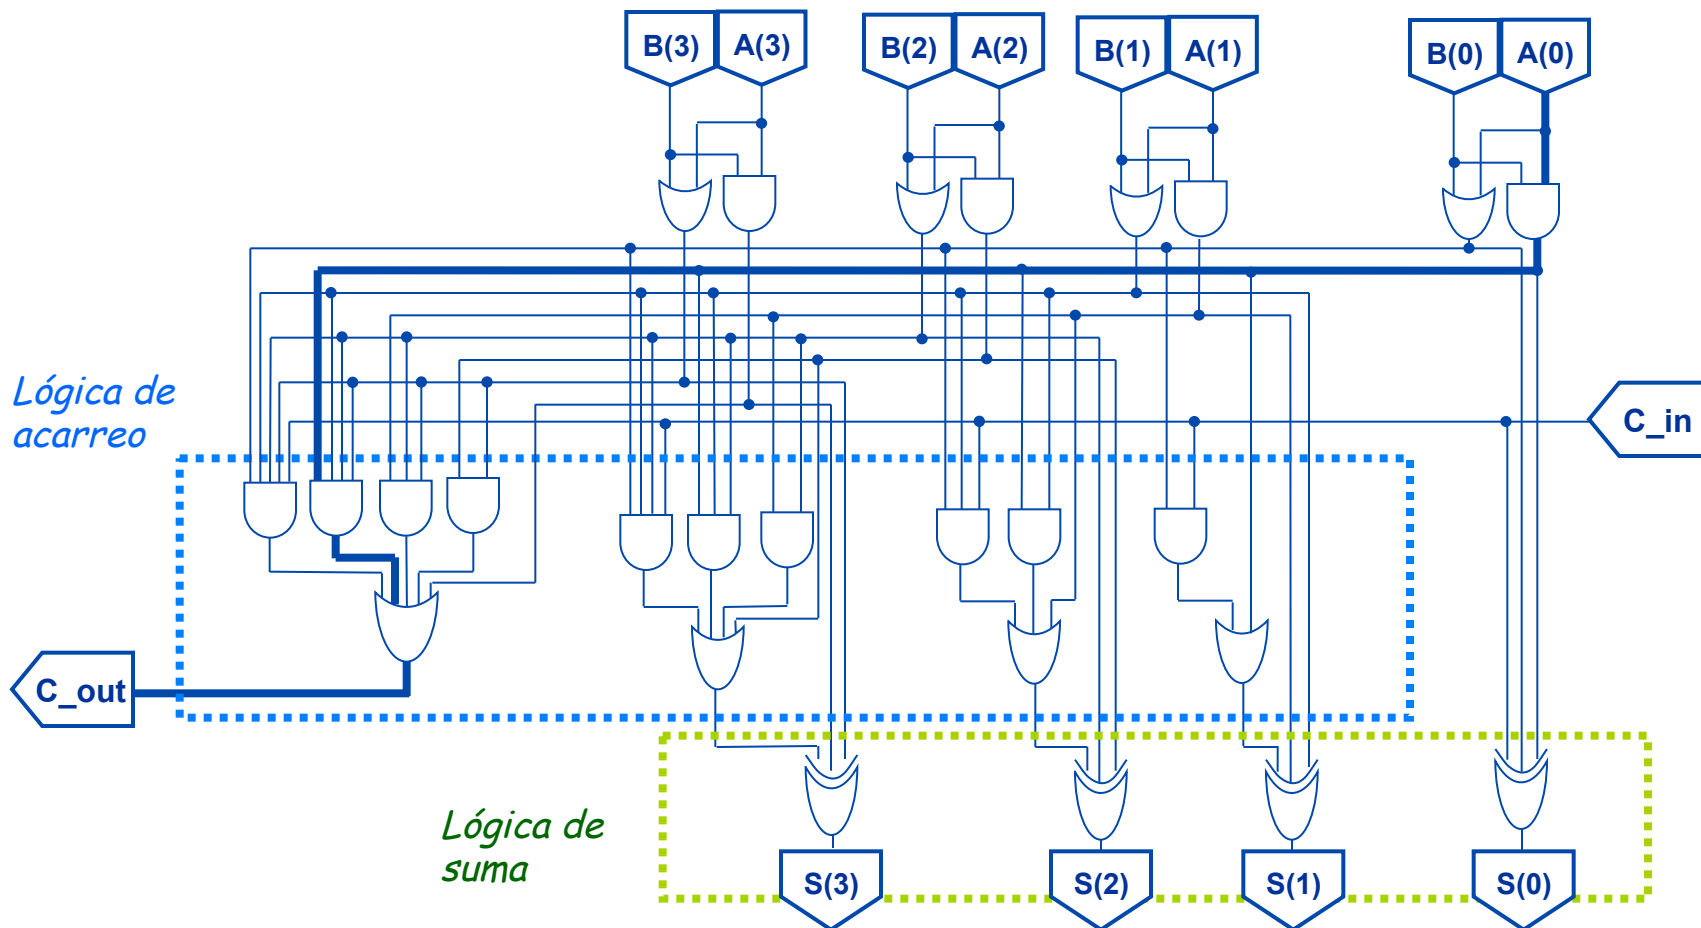 B(3) A(3) B(2) A(2) B(1) A(1) B(0) A(0)
Lógica de
acarreo
C_in
C_out
Lógica de
suma
S(3) S(2) S(1) S(0)